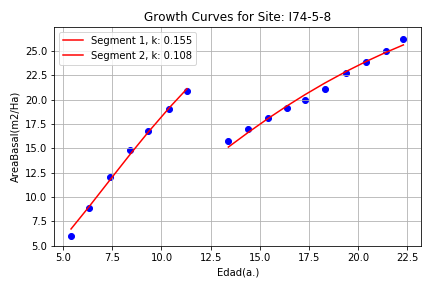 Growth Curves for Site: I74-5-8
Segment 1, k: 0.155
Segment 2, k: 0.108
AreaBasal(m2/Ha)
25.0
22.5
20.0
17.5
15.0
12.5
10.0
7.5
5.0
5.0 7.5 10.0 12.5 15.0 17.5 20.0 22.5
Edad(a.)